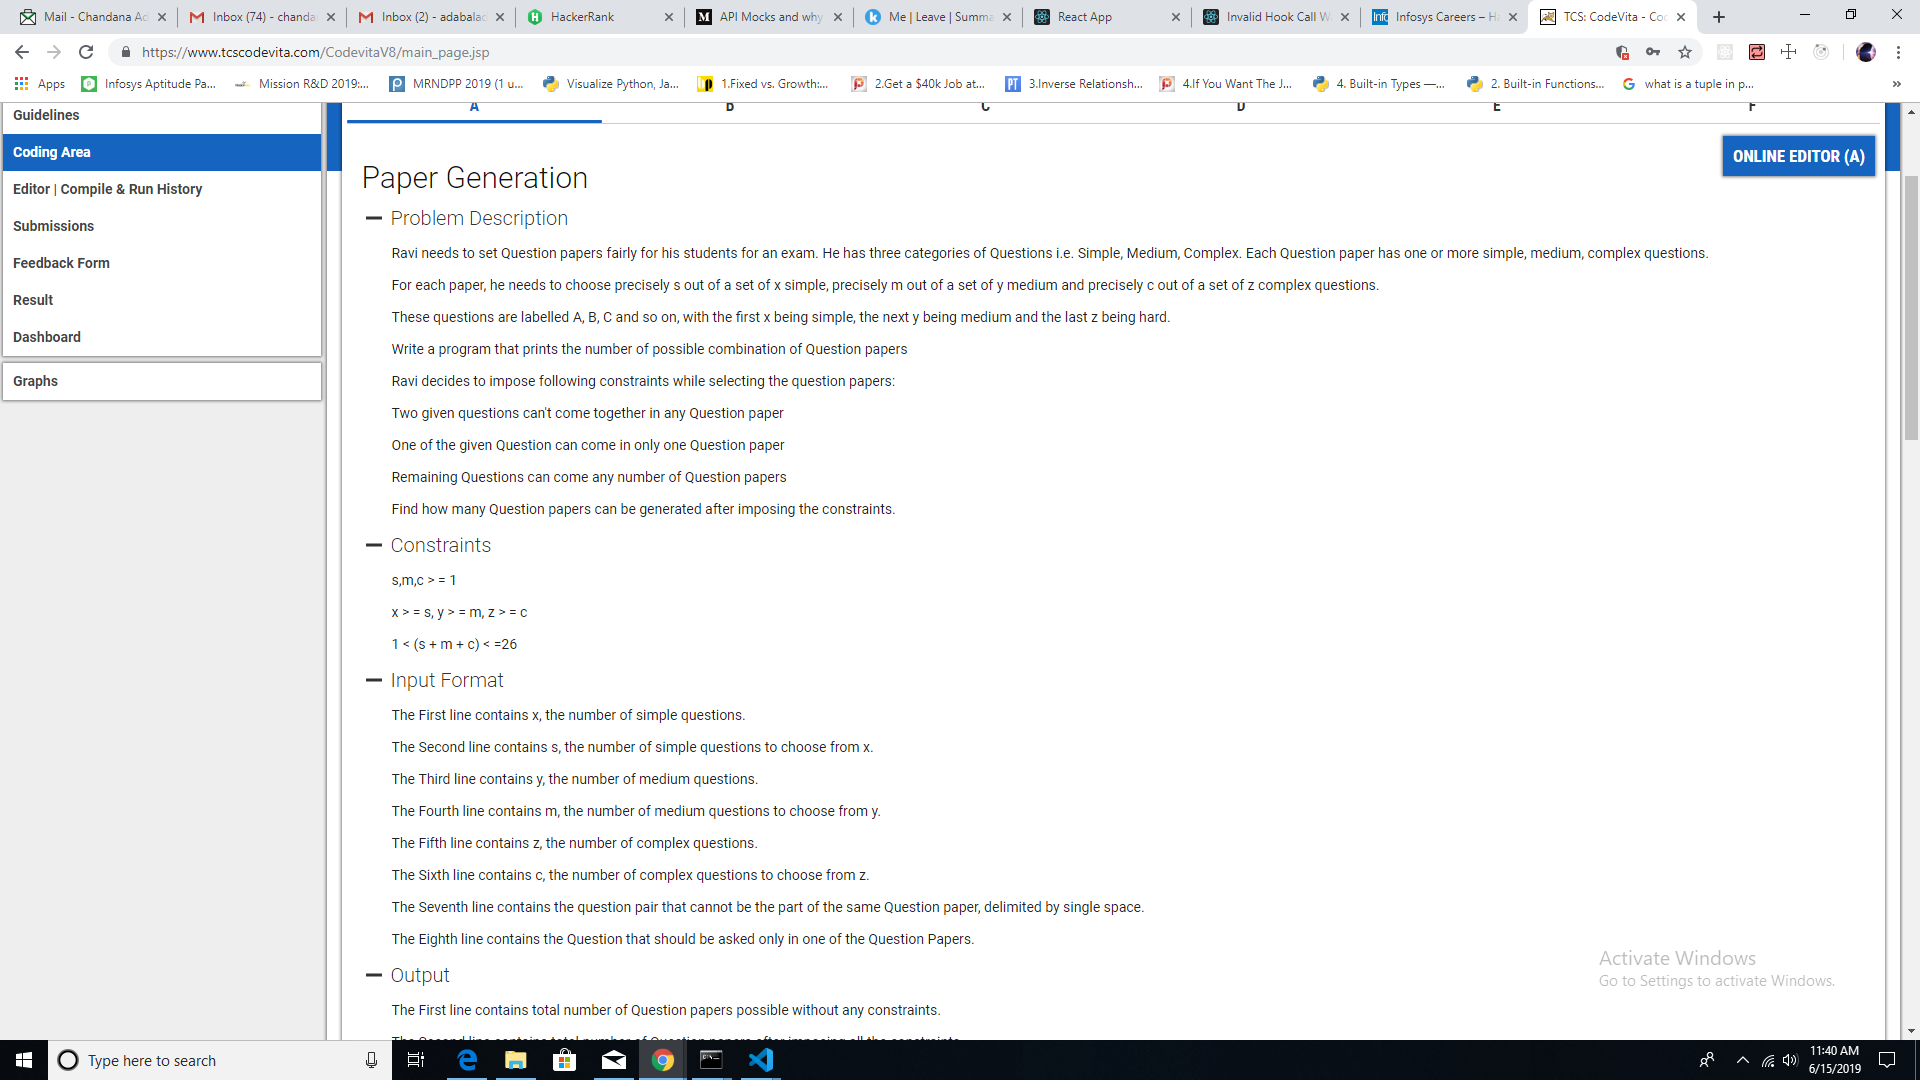 Mail - Chandana Ad
Inbox (74) - chanda
Inbox (2) - adabala
HackerRank
API Mocks and why
Me | Leave | Summa
React App
Invalid Hook Call W
Infosys Careers – H
TCS: CodeVita - Co
https://www.tcscodevita.com/CodevitaV8/main_page.jsp
Apps
Infosys Aptitude Pa...
Mission R&D 2019:...
MRNDPP 2019 (1 u...
Visualize Python, Ja...
1.Fixed vs. Growth:...
2.Get a $40k Job at...
3.Inverse Relationsh...
4.If You Want The J...
4. Built-in Types —...
2. Built-in Functions...
what is a tuple in p...
»
Guidelines
Coding Area
Editor | Compile & Run History
Submissions
Feedback Form
Result
Dashboard
Graphs
A B C D E F
ONLINE EDITOR (A)
Paper Generation
Problem Description
Ravi needs to set Question papers fairly for his students for an exam. He has three categories of Questions i.e. Simple, Medium, Complex. Each Question paper has one or more simple, medium, complex questions.
For each paper, he needs to choose precisely s out of a set of x simple, precisely m out of a set of y medium and precisely c out of a set of z complex questions.
These questions are labelled A, B, C and so on, with the first x being simple, the next y being medium and the last z being hard.
Write a program that prints the number of possible combination of Question papers
Ravi decides to impose following constraints while selecting the question papers:
Two given questions can't come together in any Question paper
One of the given Question can come in only one Question paper
Remaining Questions can come any number of Question papers
Find how many Question papers can be generated after imposing the constraints.
Constraints
s,m,c > = 1
x > = s, y > = m, z > = c
1 < (s + m + c) < =26
Input Format
The First line contains x, the number of simple questions.
The Second line contains s, the number of simple questions to choose from x.
The Third line contains y, the number of medium questions.
The Fourth line contains m, the number of medium questions to choose from y.
The Fifth line contains z, the number of complex questions.
The Sixth line contains c, the number of complex questions to choose from z.
The Seventh line contains the question pair that cannot be the part of the same Question paper, delimited by single space.
The Eighth line contains the Question that should be asked only in one of the Question Papers.
Output
The First line contains total number of Question papers possible without any constraints.
The Second line contains total number of Question papers after imposing all the constraints.
Activate Windows
Go to Settings to activate Windows.
Type here to search
11:40 AM
6/15/2019